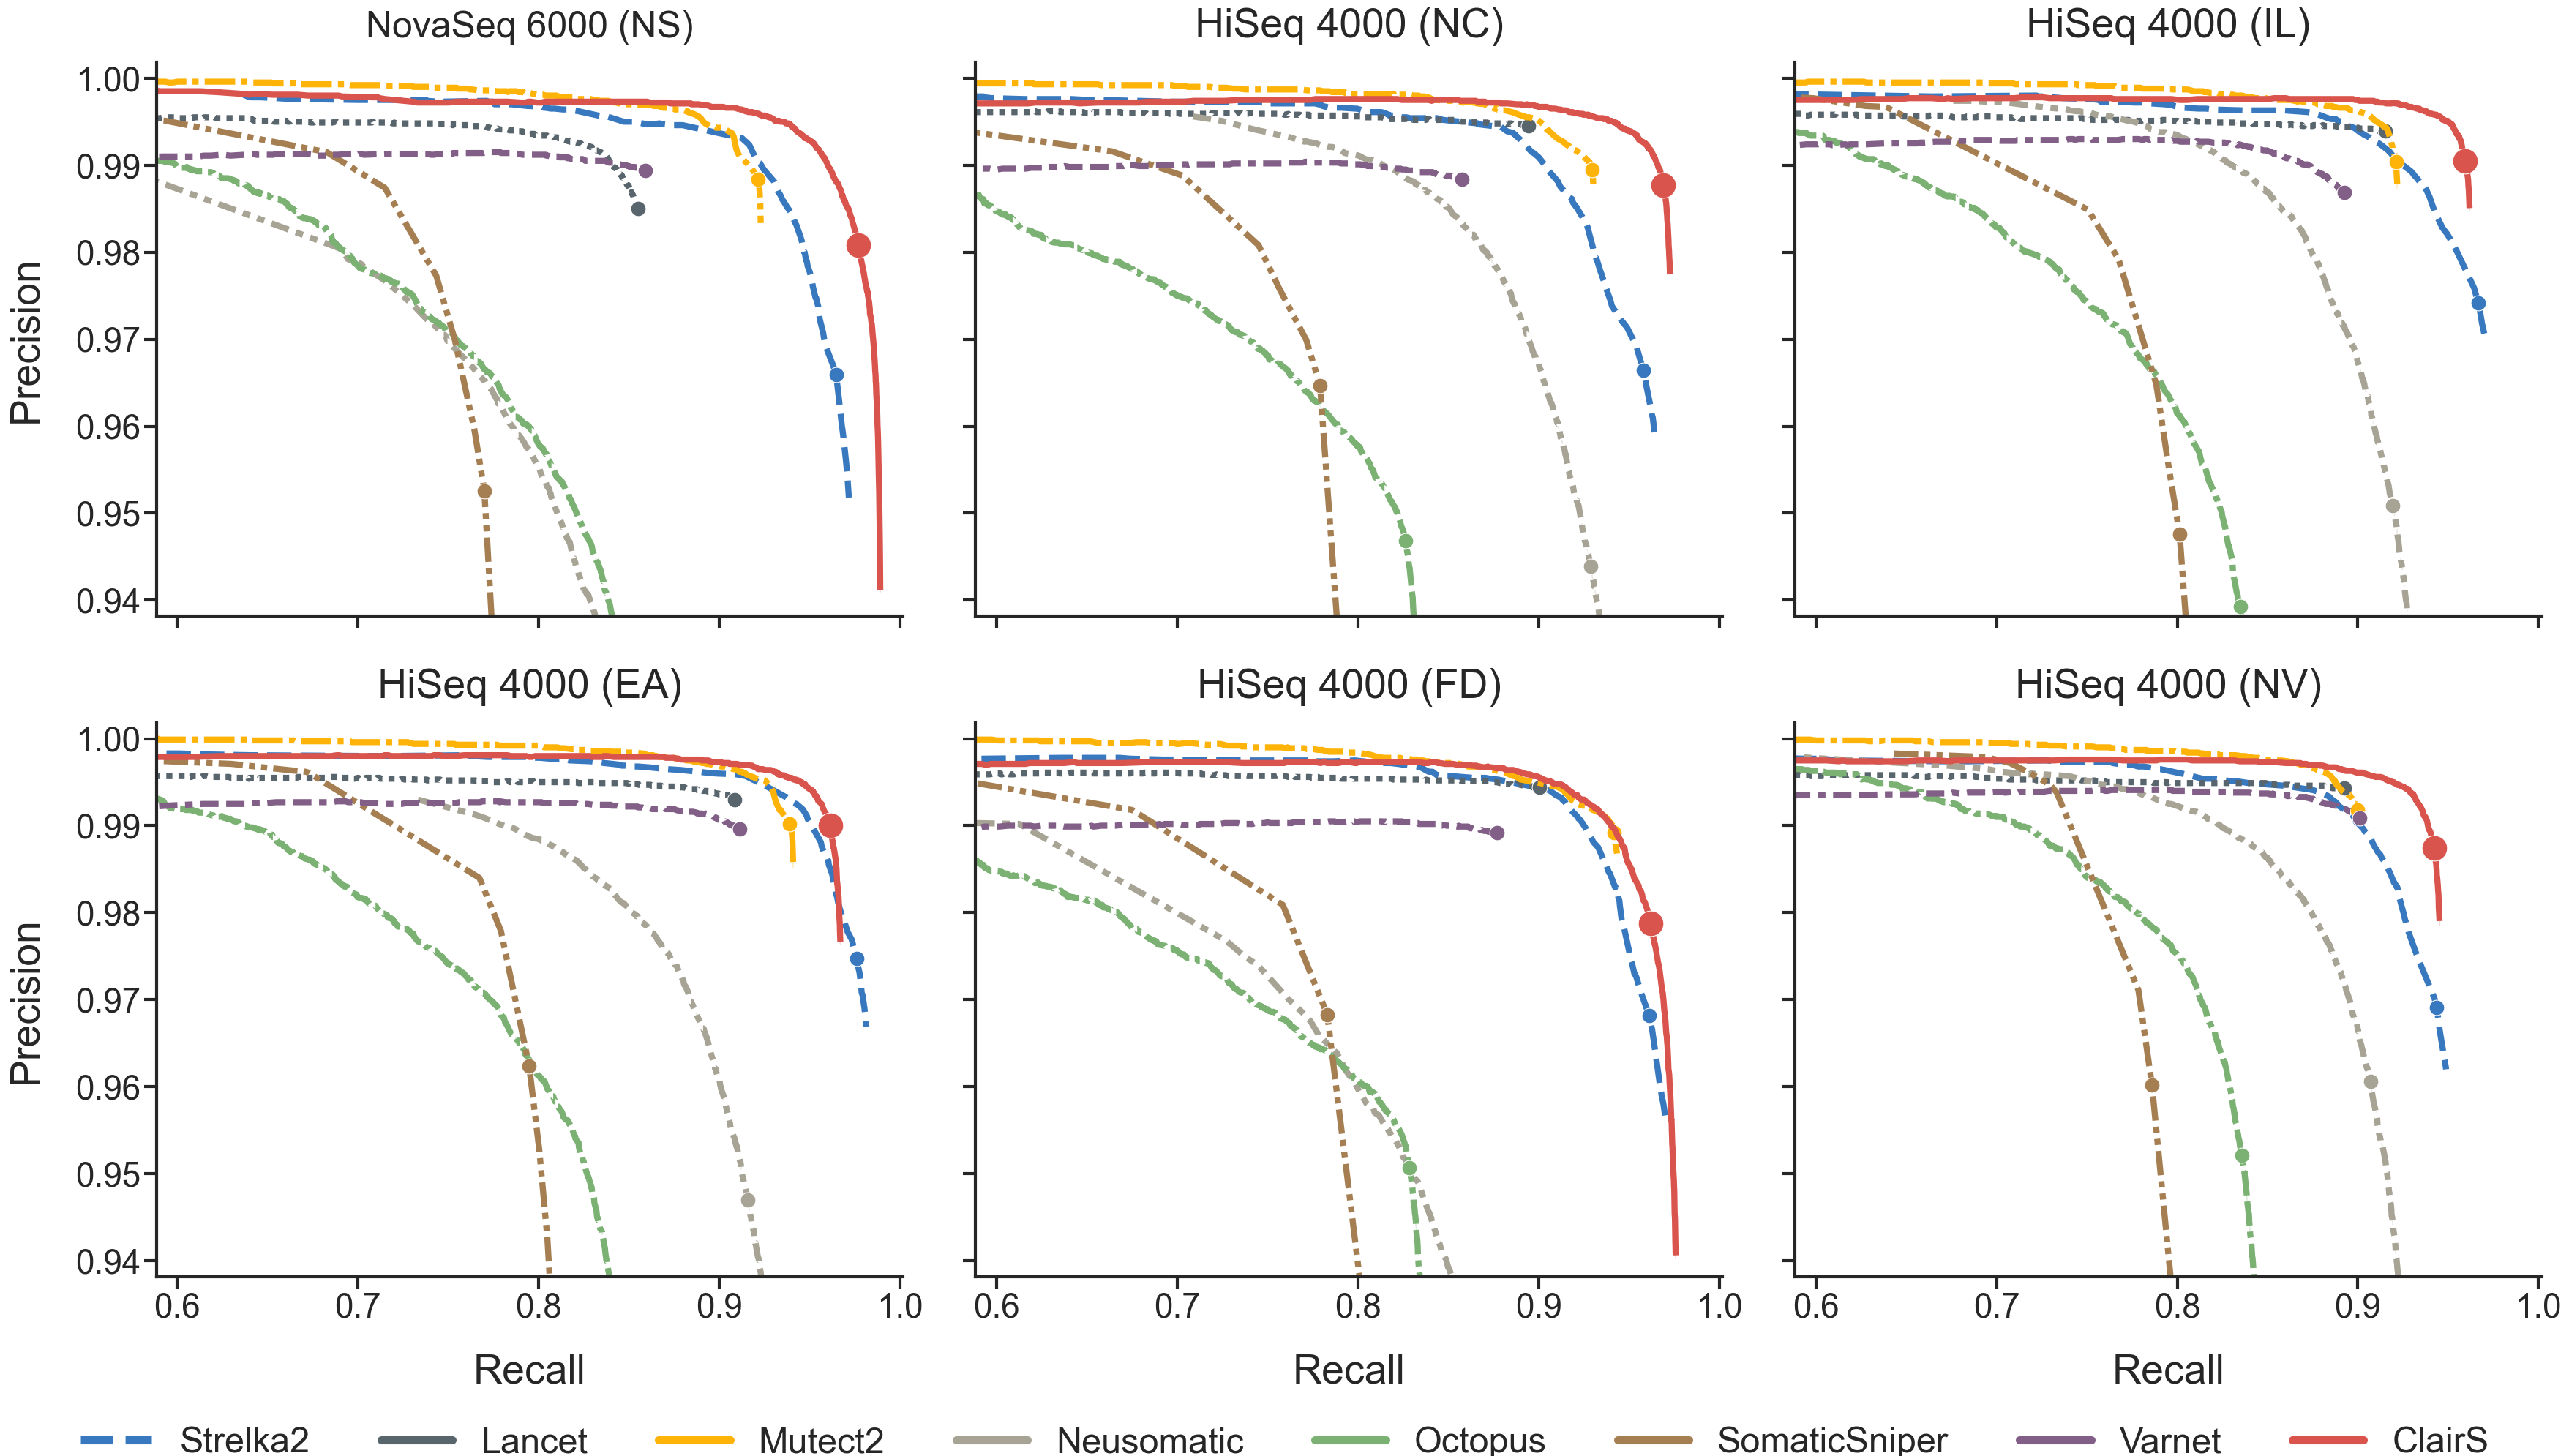 NovaSeq 6000 (NS)
HiSeq 4000 (NC)
HiSeq 4000 (IL)
Precision
1.00
0.99
0.98
0.97
0.96
0.95
0.94
HiSeq 4000 (EA)
HiSeq 4000 (FD)
HiSeq 4000 (NV)
Precision
1.00
0.99
0.98
0.97
0.96
0.95
0.94
0.6 0.7 0.8 0.9 1.0
0.6 0.7 0.8 0.9 1.0
0.6 0.7 0.8 0.9 1.0
Recall
Recall
Recall
Strelka2 Lancet Mutect2 Neusomatic Octopus SomaticSniper Varnet ClairS